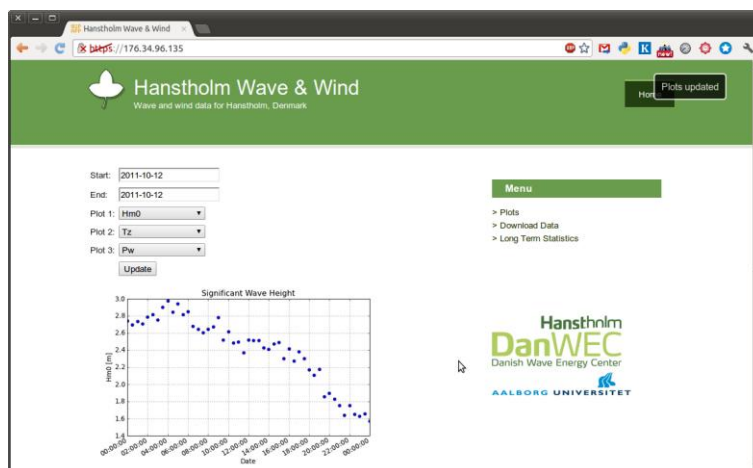 Hanstholm Wave & Wind
https://176.34.96.135
Hanstholm Wave & Wind
Wave and wind data for Hanstholm, Denmark
Home
Plots updated
Start: 2011-10-12
End: 2011-10-12
Plot 1: Hm0
Plot 2: Tz
Plot 3: Pw
Update
Menu
> Plots
> Download Data
> Long Term Statistics
Significant Wave Height
3.0
2.8
2.6
2.4
2.2
2.0
1.8
1.6
1.4
Hm0 [m]
00:00:00
02:00:00
04:00:00
06:00:00
08:00:00
10:00:00
12:00:00
14:00:00
16:00:00
18:00:00
20:00:00
22:00:00
00:00:00
Date
Hanstholm
DanWEC
Danish Wave Energy Center
AALBORG UNIVERSITET